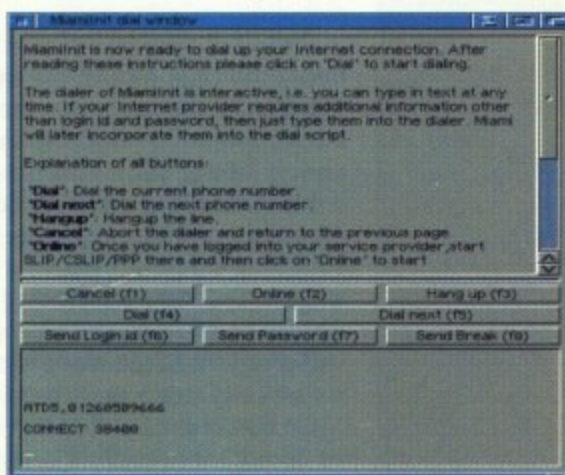 MiamiInit dial window
MiamiInit is now ready to dial up your Internet connection. After
reading these instructions please click on "Dial" to start dialing.
The dialer of MiamiInit is interactive, i.e. you can type in text at any
time. If your Internet provider requires additional information other
than login id and password, then just type them into the dialer. Miami
will later incorporate them into the dial script.
Explanation of all buttons:
"Dial": Dial the current phone number.
"Dial next": Dial the next phone number.
"Hangup": Hangup the line.
"Cancel": Abort the dialer and return to the previous page
"Online": Once you have logged into your service provider,start
SLIP/CSLIP/PPP there and then click on "Online" to start
Cancel (f1) Online (f2) Hang up (f3)
Dial (f4) Dial next (f5)
Send Login id (f6) Send Password (f7) Send Break (f8)
ATD5,01260509666
CONNECT 38400